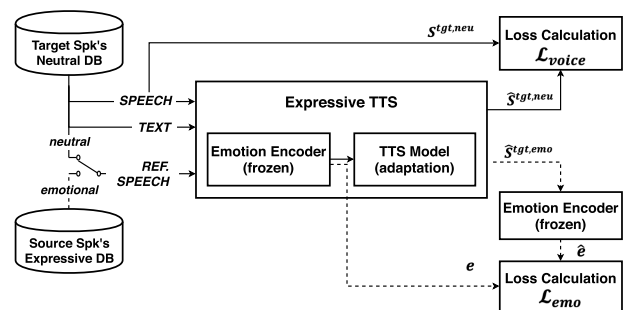 Target Spk's
Neutral DB
SPEECH
TEXT
neutral
emotional
REF.
SPEECH
Source Spk's
Expressive DB
Expressive TTS
Emotion Encoder
(frozen)
TTS Model
(adaptation)
S^{tgt,neu}
Loss Calculation
ℒ_{voice}
Ŝ^{tgt,neu}
Ŝ^{tgt,emo}
Emotion Encoder
(frozen)
ê
e
Loss Calculation
ℒ_{emo}